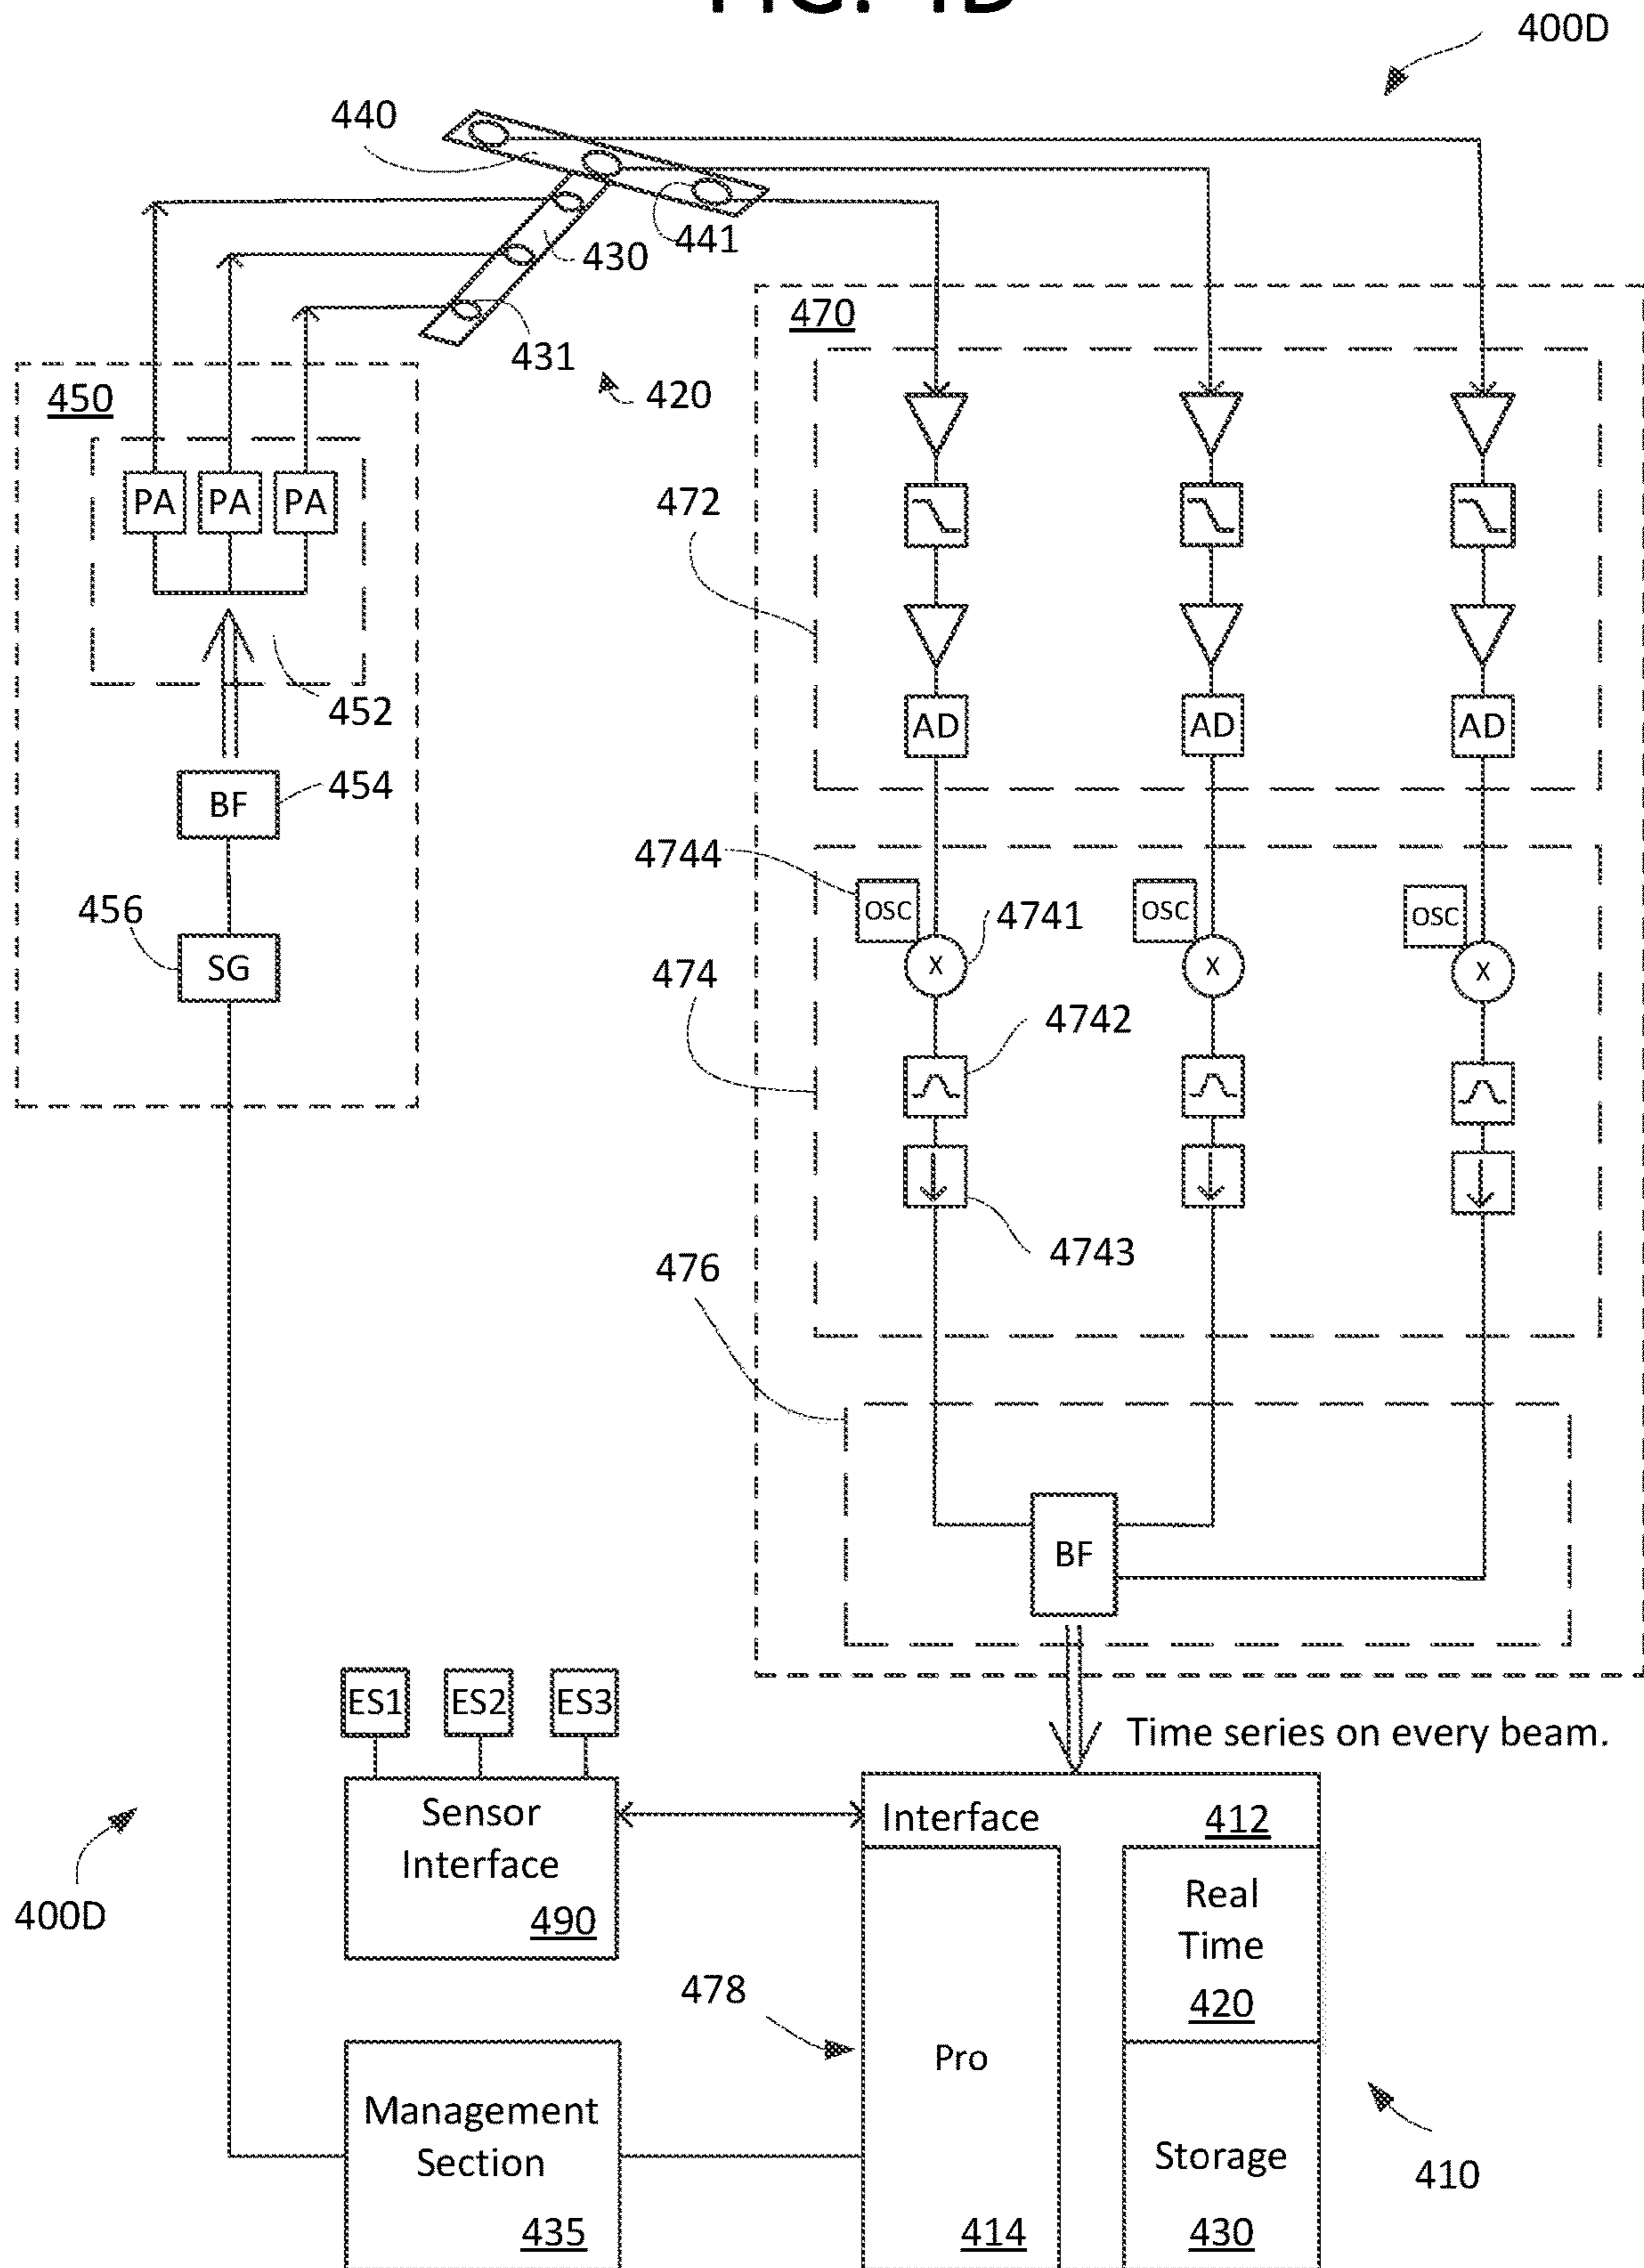 400D
440
441
430
431
420
470
450
PA PA PA
472
452
AD AD AD
BF
454
4744
OSC OSC OSC
456
4741
X X X
SG
474
4742
4743
476
BF
ES1 ES2 ES3
Time series on every beam.
Sensor
Interface
490
Interface
412
Real
Time
420
400D
478
Pro
414
Management
Section
435
Storage
430
410